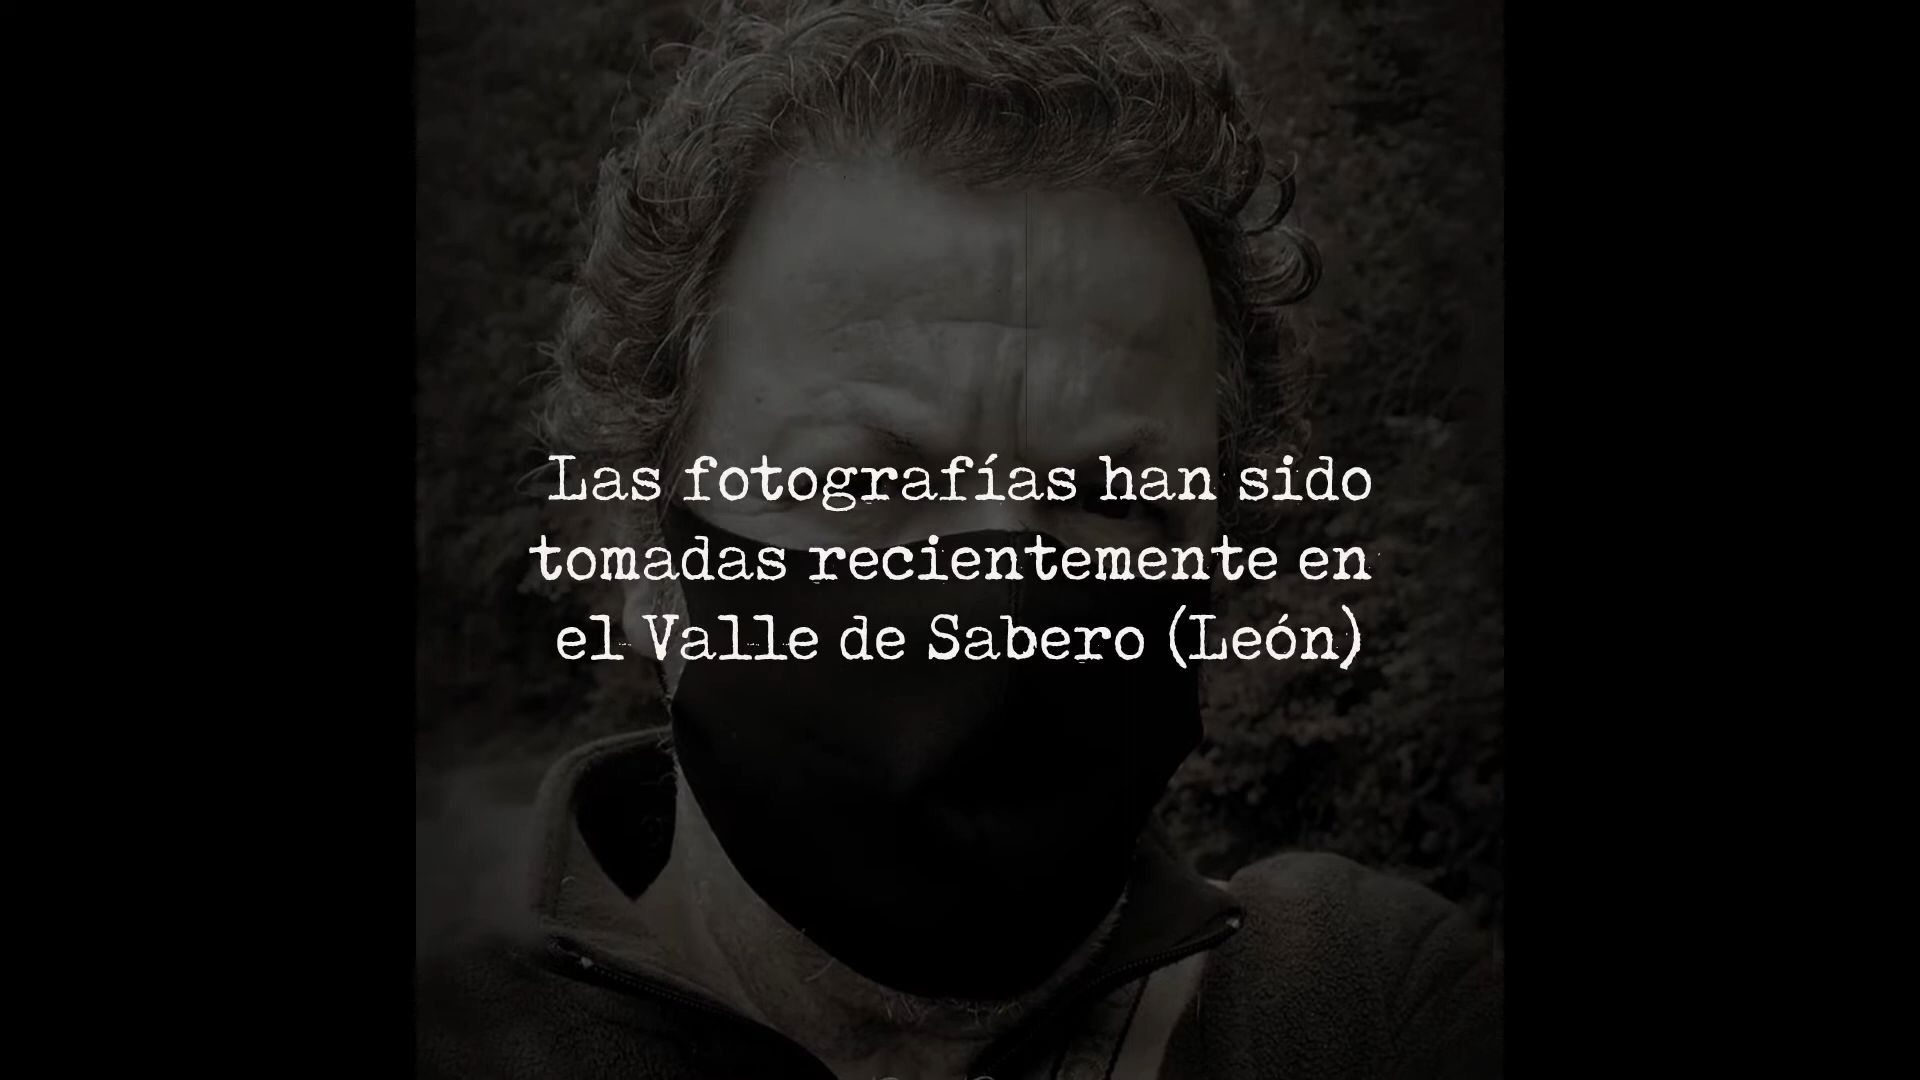 Las fotografías han sido
tomadas recientemente en
el Valle de Sabero (León)